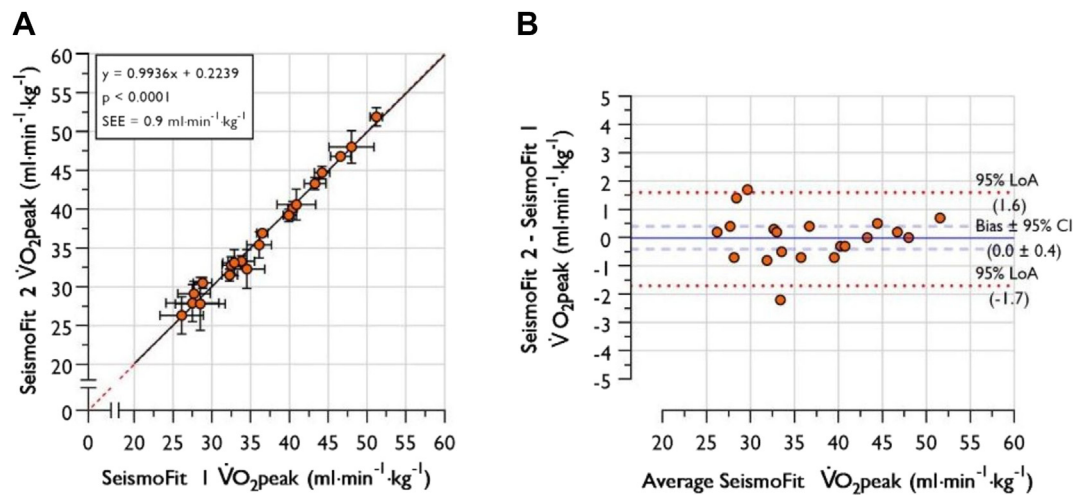 A
SeismoFit 2 V̇O₂peak (ml·min⁻¹·kg⁻¹)
60
55
50
45
40
35
30
25
20
0
y = 0.9936x + 0.2239
p < 0.0001
SEE = 0.9 ml·min⁻¹·kg⁻¹
0 20 25 30 35 40 45 50 55 60
SeismoFit 1 V̇O₂peak (ml·min⁻¹·kg⁻¹)
B
SeismoFit 2 - SeismoFit 1
V̇O₂peak (ml·min⁻¹·kg⁻¹)
5
4
3
2
1
0
-1
-2
-3
-4
-5
95% LoA
(1.6)
Bias ± 95% CI
(0.0 ± 0.4)
95% LoA
(-1.7)
20 25 30 35 40 45 50 55 60
Average SeismoFit V̇O₂peak (ml·min⁻¹·kg⁻¹)